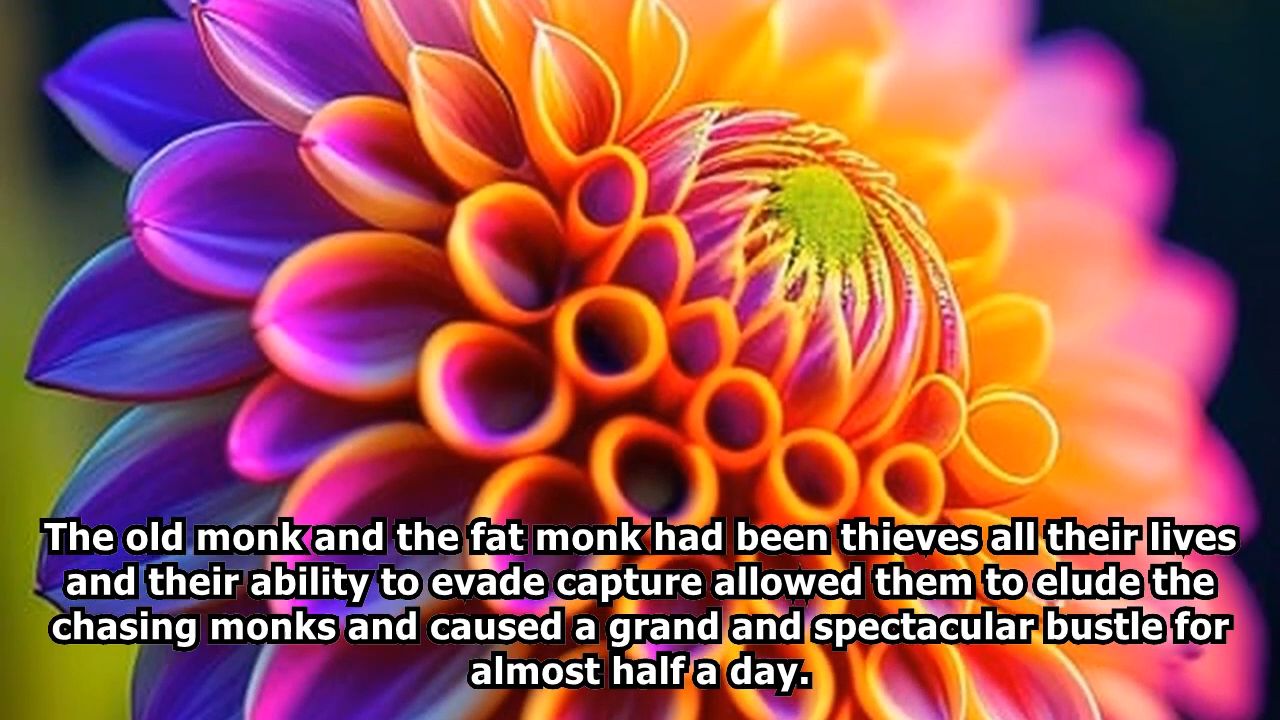 The old monk and the fat monk had been thieves all their lives
and their ability to evade capture allowed them to elude the
chasing monks and caused a grand and spectacular bustle for
almost half a day.